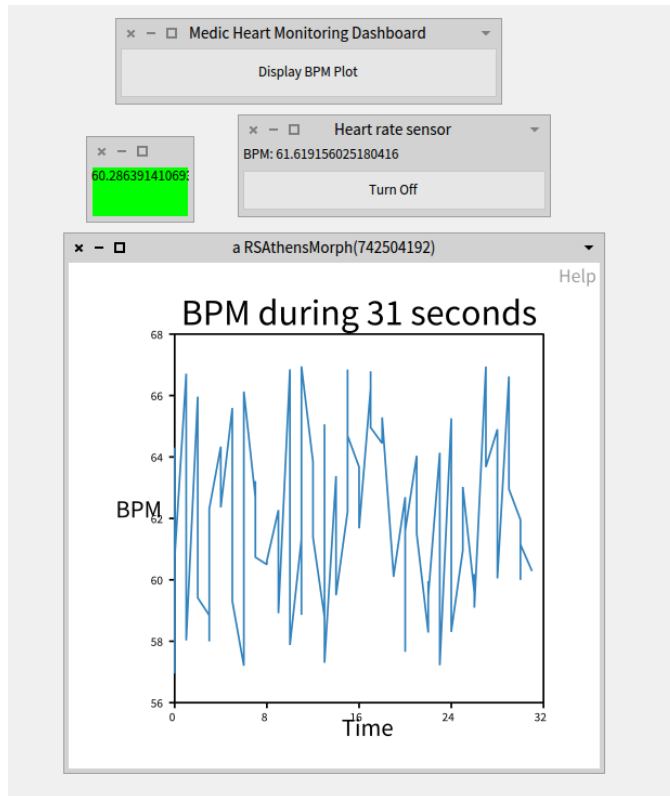 Medic Heart Monitoring Dashboard
Display BPM Plot
Heart rate sensor
BPM: 61.619156025180416
Turn Off
60.2863914106
a RSAthensMorph(742504192)
Help
BPM during 31 seconds
68
66
64
BPM
62
60
58
56
0
8
16
24
32
Time